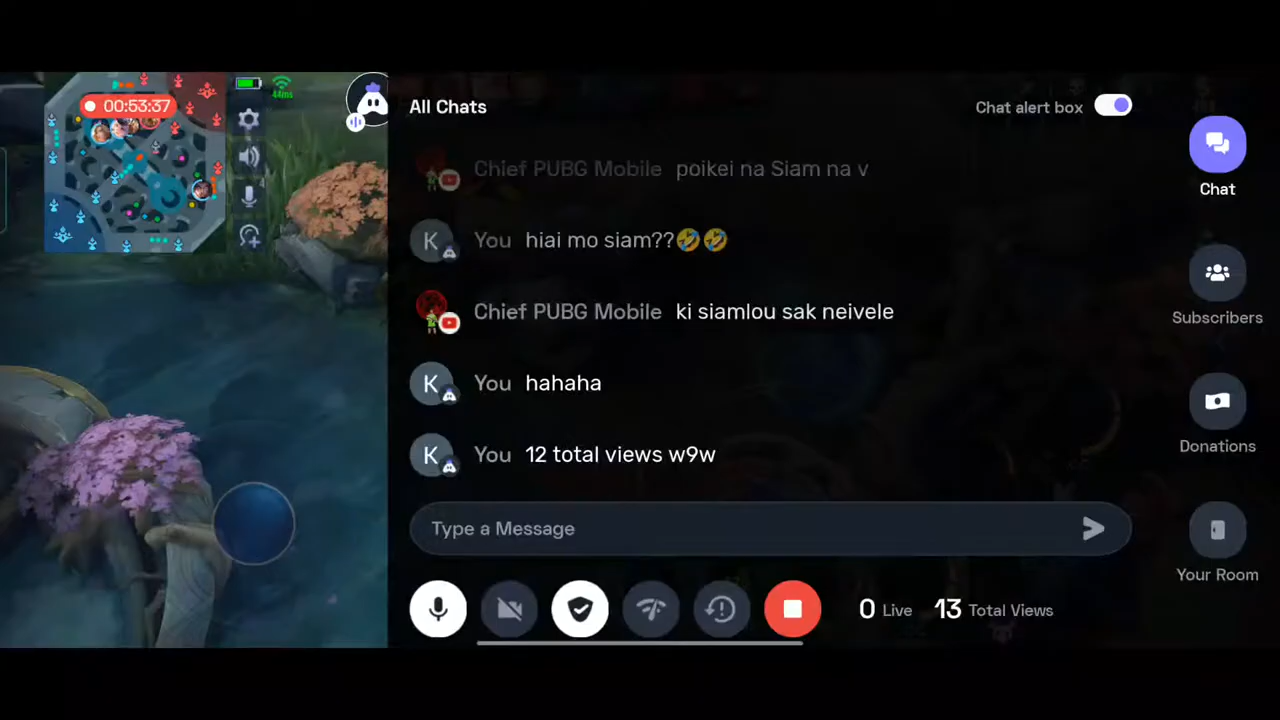 00:53:37
44ms
4
All Chats
Chat alert box
Chief PUBG Mobile poikei na Siam na v
K You hiai mo siam??🤣🤣
Chief PUBG Mobile ki siamlou sak neivele
K You hahaha
K You 12 total views w9w
Type a Message
0 Live 13 Total Views
Chat
Subscribers
Donations
Your Room